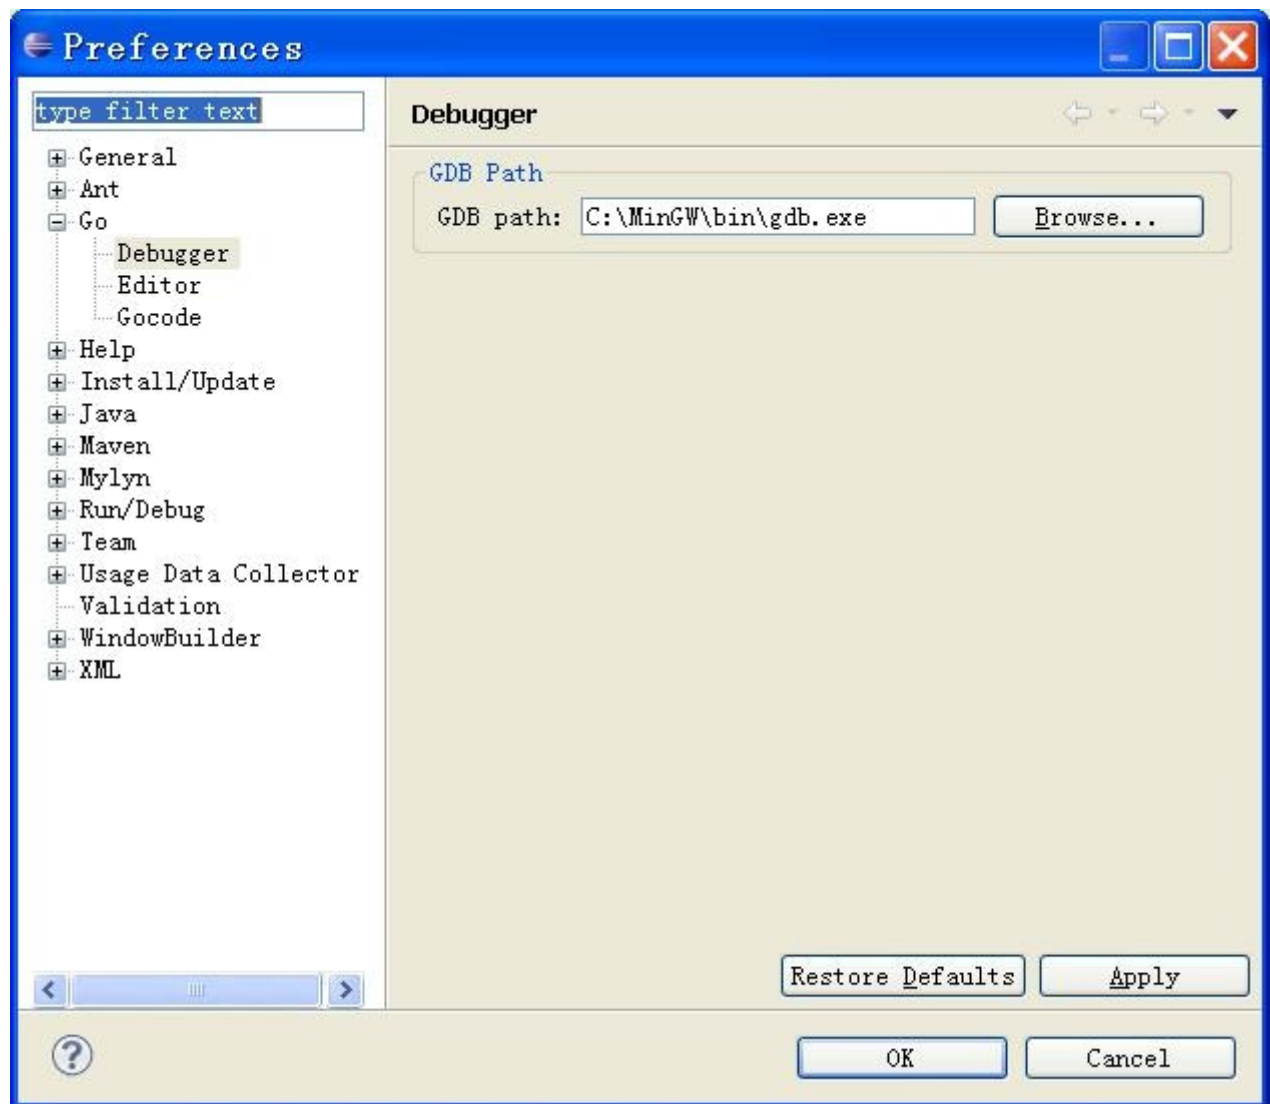 Preferences
type filter text
General
Ant
Go
Debugger
Editor
Gocode
Help
Install/Update
Java
Maven
Mylyn
Run/Debug
Team
Usage Data Collector
Validation
WindowBuilder
XML
Debugger
GDB Path
GDB path: C:\MinGW\bin\gdb.exe Browse...
Restore Defaults Apply
OK Cancel